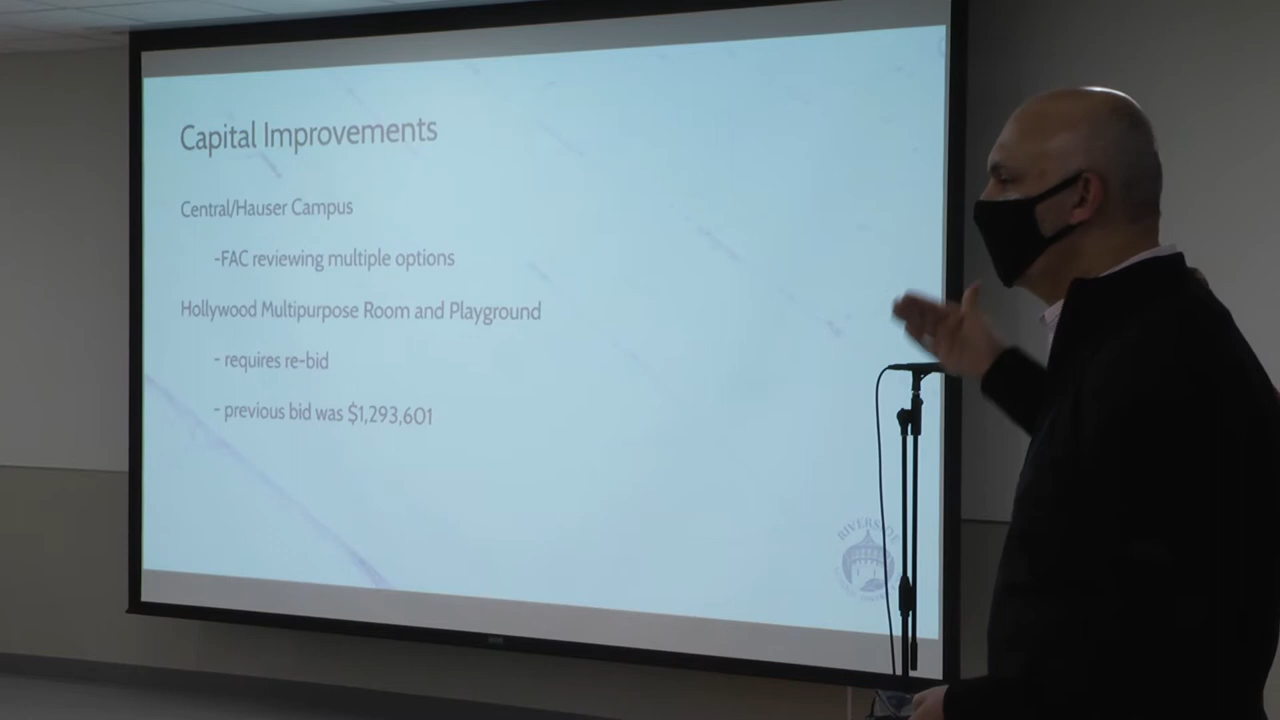 Capital Improvements
Central/Hauser Campus
-FAC reviewing multiple options
Hollywood Multipurpose Room and Playground
- requires re-bid
- previous bid was $1,293,601
RIVERSIDE